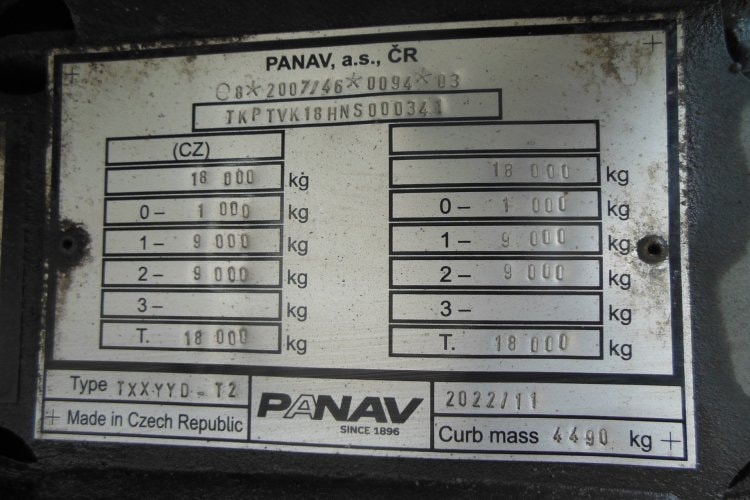 PANAV, a.s., ČR
e8*2007/46*0094*03
(CZ)
18 000 kg 18 000 kg
0– 1 000 kg 0– 1 000 kg
1– 9 000 kg 1– 9 000 kg
2– 9 000 kg 2– 9 000 kg
3– kg 3– kg
T. 18 000 kg T. 18 000 kg
Type TXX-YYD-T2
Made in Czech Republic
PANAV
SINCE 1896
2022/11
Curb mass 4490 kg